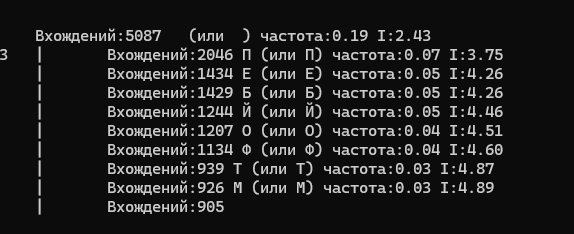 Вхождений:5087   (или  ) частота:0.19 I:2.43
3   |       Вхождений:2046 П (или П) частота:0.07 I:3.75
|       Вхождений:1434 Е (или Е) частота:0.05 I:4.26
|       Вхождений:1429 Б (или Б) частота:0.05 I:4.26
|       Вхождений:1244 Й (или Й) частота:0.05 I:4.46
|       Вхождений:1207 О (или О) частота:0.04 I:4.51
|       Вхождений:1134 Ф (или Ф) частота:0.04 I:4.60
|       Вхождений:939 Т (или Т) частота:0.03 I:4.87
|       Вхождений:926 М (или М) частота:0.03 I:4.89
|       Вхождений:905